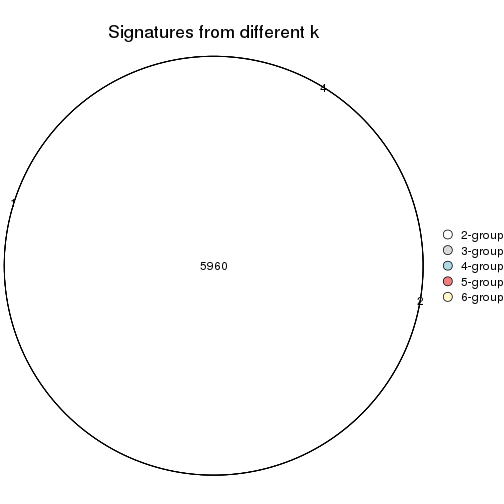 Signatures from different k
4
1
5960
2
2-group
3-group
4-group
5-group
6-group